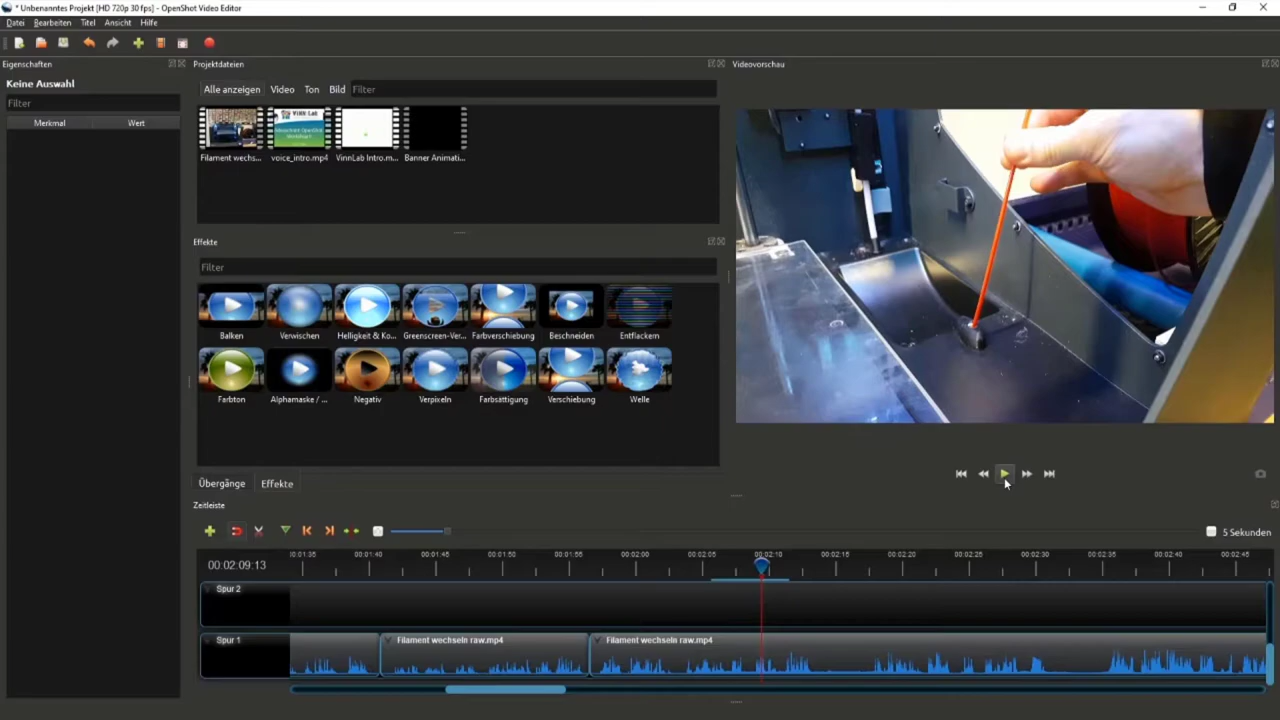 * Unbenanntes Projekt [HD 720p 30 fps] - OpenShot Video Editor
Datei Bearbeiten Titel Ansicht Hilfe
Eigenschaften
Keine Auswahl
Filter
Merkmal Wert
Projektdateien
Alle anzeigen Video Ton Bild Filter
Filament wechs... voice_intro.mp4 VinnLab Intro.m... Banner Animati...
Effekte
Filter
Balken Verwischen Helligkeit & Ko... Greenscreen-Ver... Farbverschiebung Beschneiden Entflackern
Farbton Alphamaske / ... Negativ Verpixeln Farbsättigung Verschiebung Welle
Übergänge Effekte
Videovorschau
Zeitleiste
5 Sekunden
00:02:09:13
00:01:35 00:01:40 00:01:45 00:01:50 00:01:55 00:02:00 00:02:05 00:02:10 00:02:15 00:02:20 00:02:25 00:02:30 00:02:35 00:02:40 00:02:45
Spur 2
Spur 1
Filament wechseln raw.mp4 Filament wechseln raw.mp4